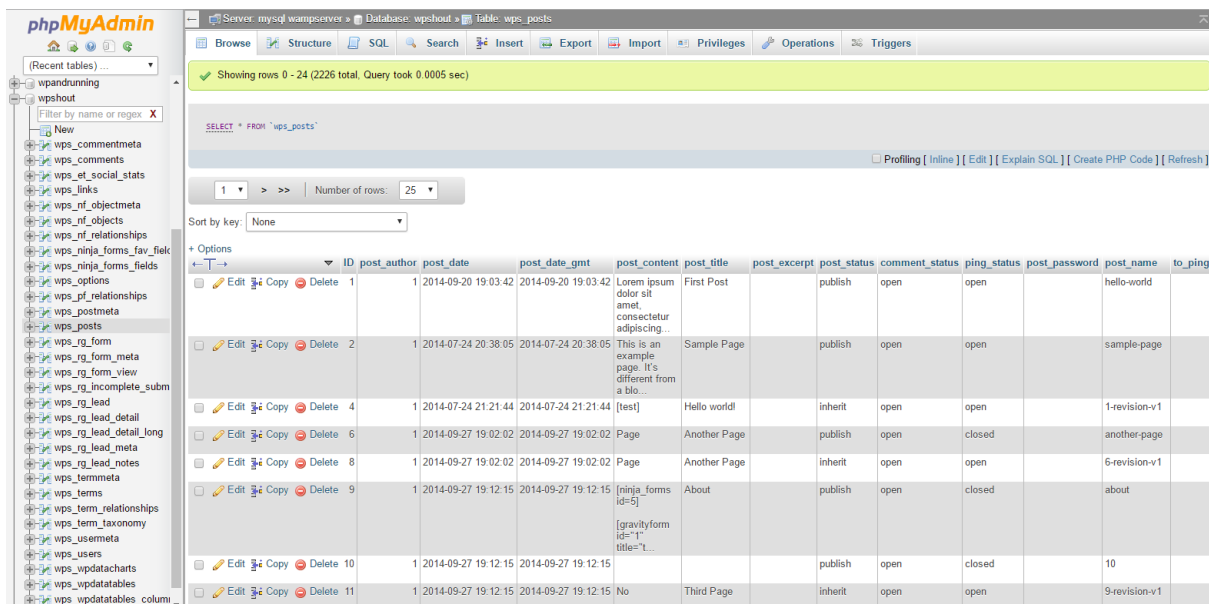 phpMyAdmin
(Recent tables) ...
wpandrunning
wpshout
Filter by name or regex X
New
wps_commentmeta
wps_comments
wps_et_social_stats
wps_links
wps_nf_objectmeta
wps_nf_objects
wps_nf_relationships
wps_ninja_forms_fav_field
wps_ninja_forms_fields
wps_options
wps_pf_relationships
wps_postmeta
wps_posts
wps_rg_form
wps_rg_form_meta
wps_rg_form_view
wps_rg_incomplete_subm
wps_rg_lead
wps_rg_lead_detail
wps_rg_lead_detail_long
wps_rg_lead_meta
wps_rg_lead_notes
wps_termmeta
wps_terms
wps_term_relationships
wps_term_taxonomy
wps_usermeta
wps_users
wps_wpdatacharts
wps_wpdatatables
wps_wpdatatables_colum
Server: mysql wampserver » Database: wpshout » Table: wps_posts
Browse Structure SQL Search Insert Export Import Privileges Operations Triggers
Showing rows 0 - 24 (2226 total, Query took 0.0005 sec)
SELECT * FROM `wps_posts`
Profiling [ Inline ] [ Edit ] [ Explain SQL ] [ Create PHP Code ] [ Refresh ]
1 > >> Number of rows: 25
Sort by key: None
+ Options
←T→ ID post_author post_date post_date_gmt post_content post_title post_excerpt post_status comment_status ping_status post_password post_name to_ping
Edit Copy Delete 1 1 2014-09-20 19:03:42 2014-09-20 19:03:42 Lorem ipsum First Post publish open open hello-world
dolor sit
amet,
consectetur
adipiscing...
Edit Copy Delete 2 1 2014-07-24 20:38:05 2014-07-24 20:38:05 This is an Sample Page publish open open sample-page
example
page. It's
different from
a blo...
Edit Copy Delete 4 1 2014-07-24 21:21:44 2014-07-24 21:21:44 [test] Hello world! inherit open open 1-revision-v1
Edit Copy Delete 6 1 2014-09-27 19:02:02 2014-09-27 19:02:02 Page Another Page publish open closed another-page
Edit Copy Delete 8 1 2014-09-27 19:02:02 2014-09-27 19:02:02 Page Another Page inherit open open 6-revision-v1
Edit Copy Delete 9 1 2014-09-27 19:12:15 2014-09-27 19:12:15 [ninja_forms About publish open closed about
id=5]
[gravityform
id="1"
title="t...
Edit Copy Delete 10 1 2014-09-27 19:12:15 2014-09-27 19:12:15 publish open closed 10
Edit Copy Delete 11 1 2014-09-27 19:12:15 2014-09-27 19:12:15 No Third Page inherit open open 9-revision-v1